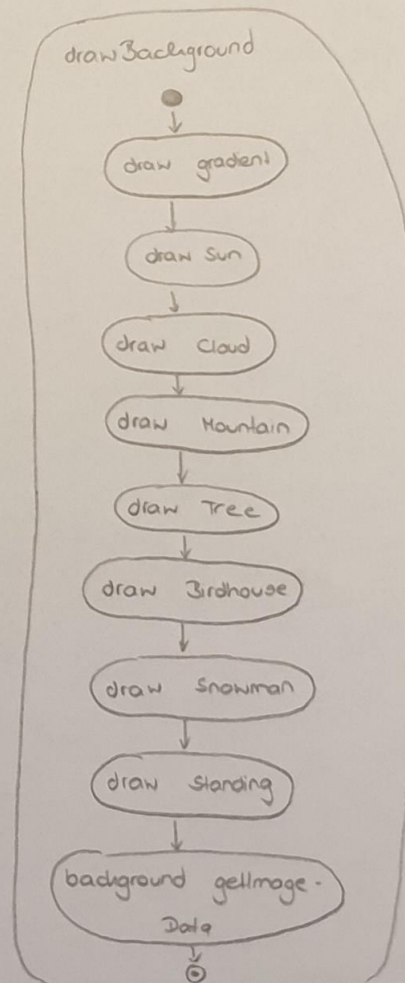 drawBackground
draw gradient
draw Sun
draw Cloud
draw Mountain
draw Tree
draw Birdhouse
draw Snowman
draw Standing
background getImage-
Data